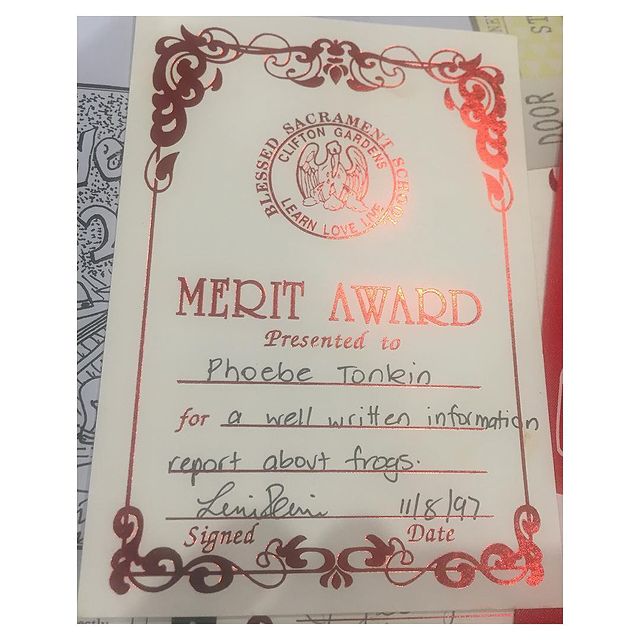 BLESSED SACRAMENT SCHOOL
CLIFTON GARDENS
LEARN LOVE LIVE
MERIT AWARD
Presented to
Phoebe Tonkin
for a well written information
report about frogs.
11/8/97
Signed Date
DOOR